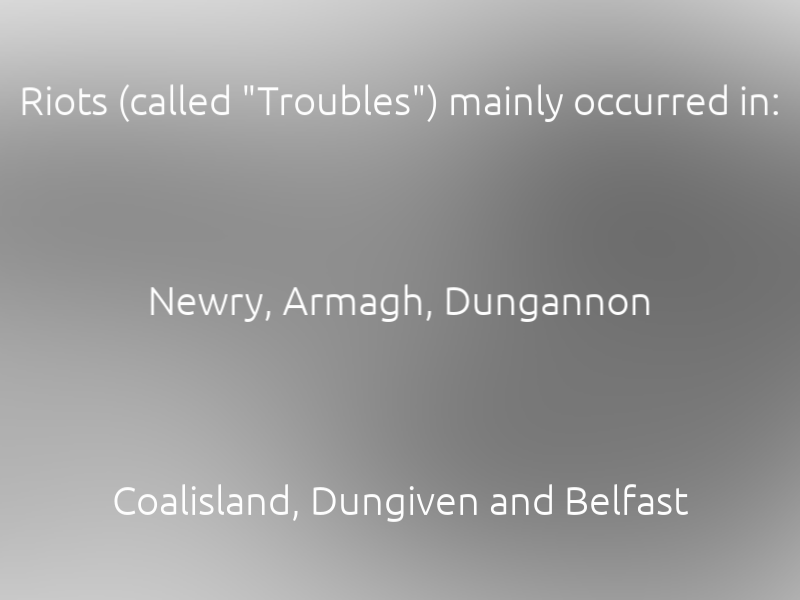 Riots (called "Troubles") mainly occurred in:
Newry, Armagh, Dungannon
Coalisland, Dungiven and Belfast